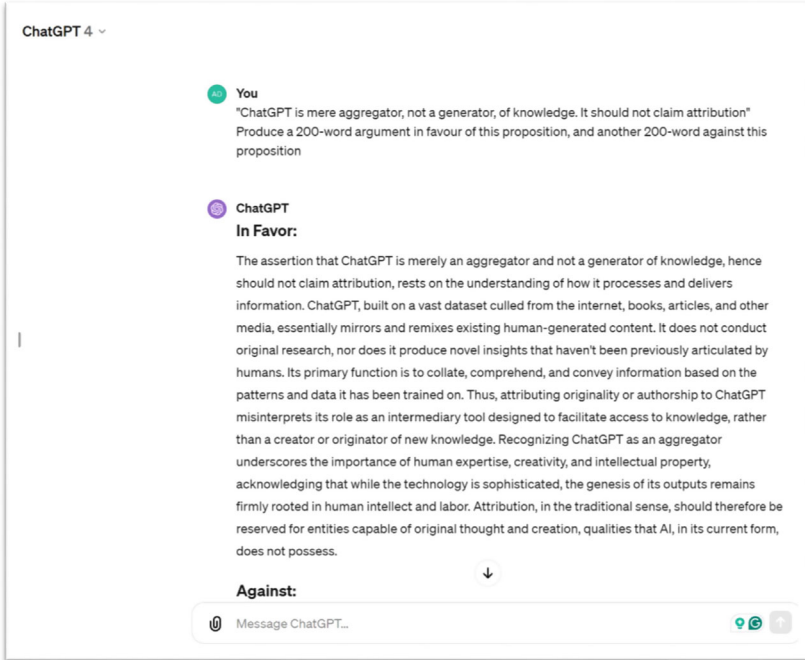 ChatGPT 4
AD You
"ChatGPT is mere aggregator, not a generator, of knowledge. It should not claim attribution"
Produce a 200-word argument in favour of this proposition, and another 200-word against this
proposition
ChatGPT
In Favor:
The assertion that ChatGPT is merely an aggregator and not a generator of knowledge, hence
should not claim attribution, rests on the understanding of how it processes and delivers
information. ChatGPT, built on a vast dataset culled from the internet, books, articles, and other
media, essentially mirrors and remixes existing human-generated content. It does not conduct
original research, nor does it produce novel insights that haven't been previously articulated by
humans. Its primary function is to collate, comprehend, and convey information based on the
patterns and data it has been trained on. Thus, attributing originality or authorship to ChatGPT
misinterprets its role as an intermediary tool designed to facilitate access to knowledge, rather
than a creator or originator of new knowledge. Recognizing ChatGPT as an aggregator
underscores the importance of human expertise, creativity, and intellectual property,
acknowledging that while the technology is sophisticated, the genesis of its outputs remains
firmly rooted in human intellect and labor. Attribution, in the traditional sense, should therefore be
reserved for entities capable of original thought and creation, qualities that AI, in its current form,
does not possess.
Against:
Message ChatGPT...